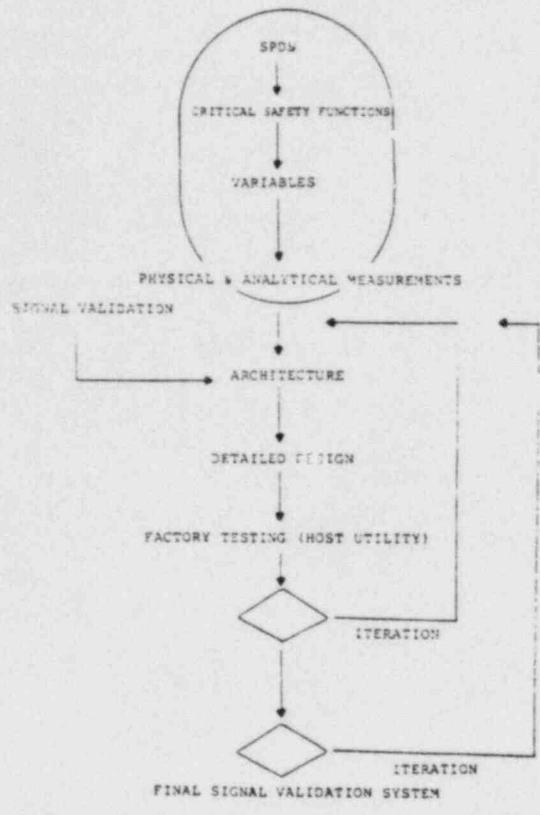 SPDM
CRITICAL SAFETY FUNCTIONS
VARIABLES
PHYSICAL & ANALYTICAL MEASUREMENTS
SIGNAL VALIDATION
ARCHITECTURE
DETAILED DESIGN
FACTORY TESTING (HOST UTILITY)
ITERATION
ITERATION
FINAL SIGNAL VALIDATION SYSTEM